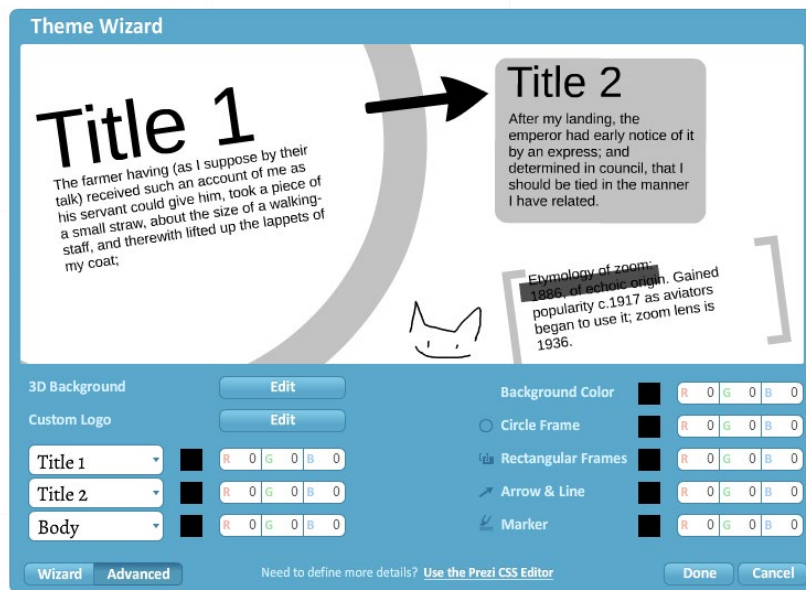 Theme Wizard
Title 1
The farmer having (as I suppose by their
talk) received such an account of me as
his servant could give him, took a piece of
a small straw, about the size of a walking-
staff, and therewith lifted up the lappets of
my coat;
Title 2
After my landing, the
emperor had early notice of it
by an express; and
determined in council, that I
should be tied in the manner
I have related.
Etymology of zoom:
1886, of echoic origin. Gained
popularity c.1917 as aviators
began to use it; zoom lens is
1936.
3D Background Edit
Custom Logo Edit
Title 1 R 0 G 0 B 0
Title 2 R 0 G 0 B 0
Body R 0 G 0 B 0
Background Color R 0 G 0 B 0
Circle Frame R 0 G 0 B 0
Rectangular Frames R 0 G 0 B 0
Arrow & Line R 0 G 0 B 0
Marker R 0 G 0 B 0
Wizard Advanced Need to define more details? Use the Prezi CSS Editor Done Cancel